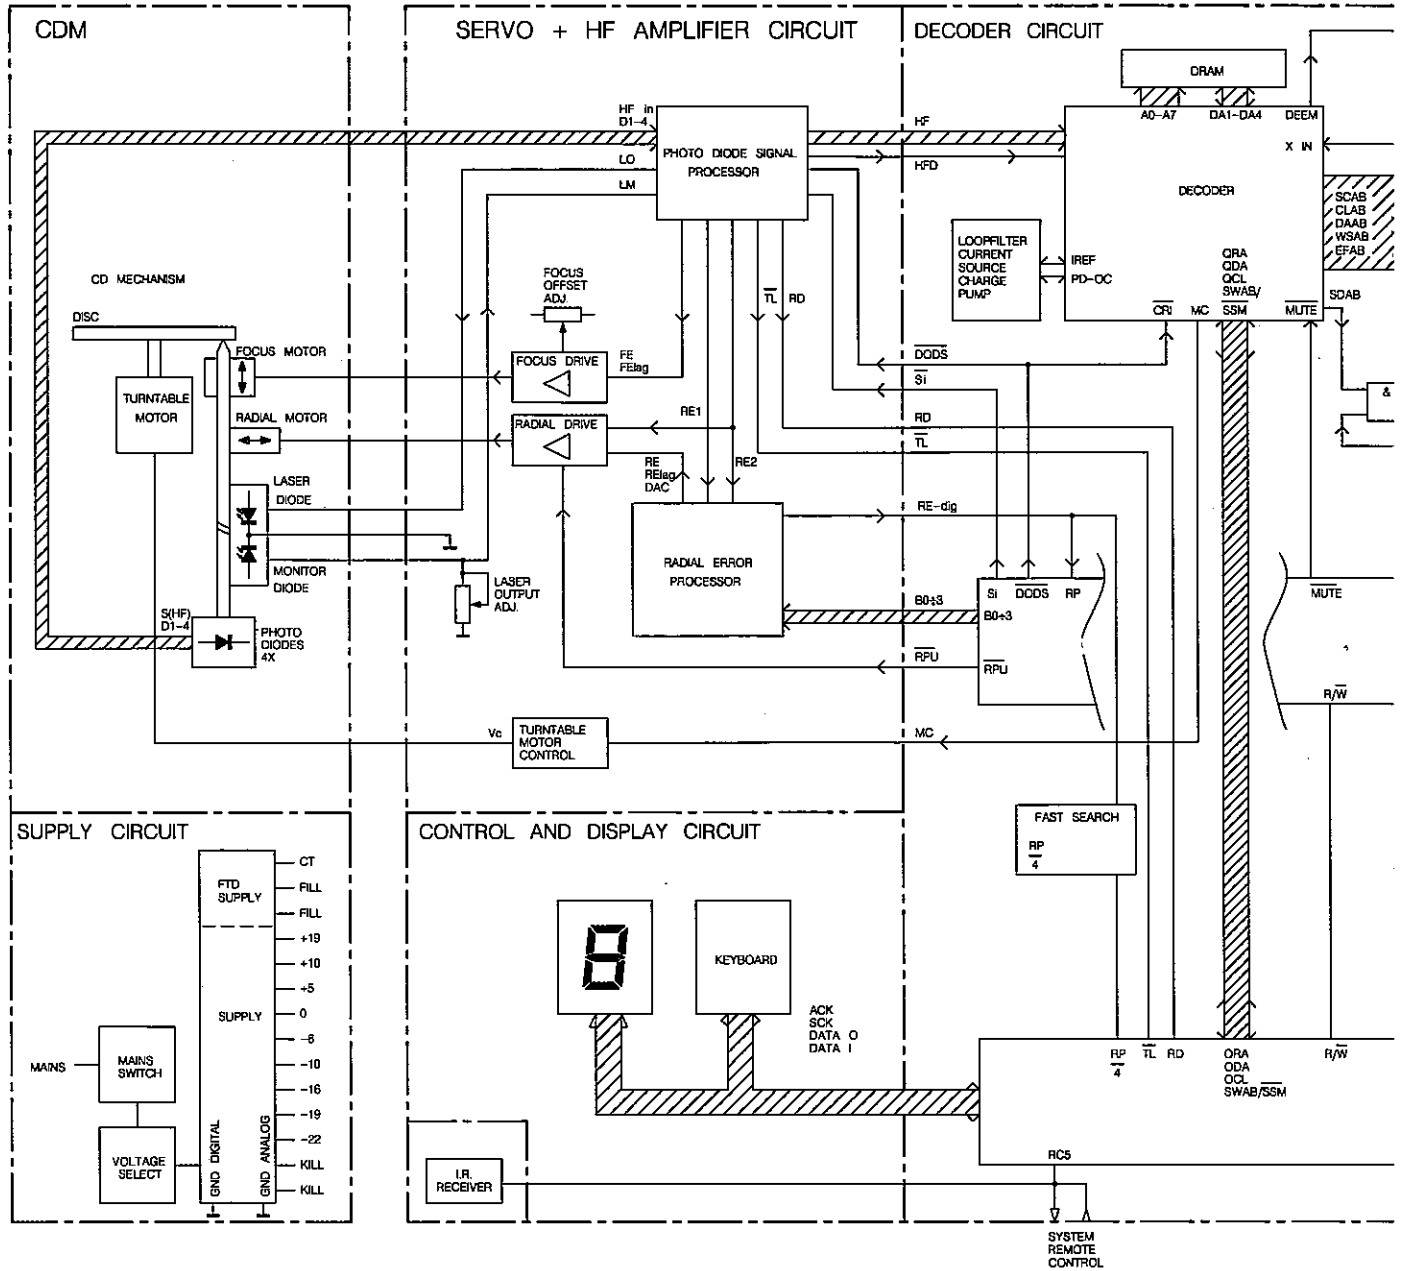 CDM
SERVO + HF AMPLIFIER CIRCUIT
DECODER CIRCUIT
DRAM
A0-A7
DA1-DA4
DEEM
X IN
HF in
D1-4
LO
LM
PHOTO DIODE SIGNAL
PROCESSOR
HF
HFD
DECODER
SCAB
CLAB
DAAB
WSAB
EFAB
SDAB
LOOPFILTER
CURRENT
SOURCE
CHARGE
PUMP
IREF
PD-OC
QRA
QDA
QCL
SWAB/
SSM
CRI
MC
MUTE
CD MECHANISM
DISC
FOCUS MOTOR
TURNTABLE
MOTOR
RADIAL MOTOR
LASER
DIODE
MONITOR
DIODE
S(HF)
D1-4
PHOTO
DIODES
4X
FOCUS
OFFSET
ADJ.
FOCUS DRIVE
FE
FElag
RADIAL DRIVE
RE1
RE
RElag
DAC
RE2
TL
RD
DODS
Si
RD
TL
&
LASER
OUTPUT
ADJ.
RADIAL ERROR
PROCESSOR
RE-dig
B0÷3
RPU
Si
DODS
RP
B0÷3
RPU
MUTE
R/W
Vc
TURNTABLE
MOTOR
CONTROL
MC
FAST SEARCH
RP
4
SUPPLY CIRCUIT
FTD
SUPPLY
CT
FILL
FILL
+19
+10
+5
SUPPLY
0
-6
-10
-16
-19
-22
KILL
KILL
GND DIGITAL
GND ANALOG
MAINS
MAINS
SWITCH
VOLTAGE
SELECT
CONTROL AND DISPLAY CIRCUIT
8
KEYBOARD
ACK
SCK
DATA O
DATA I
I.R.
RECEIVER
RP
4
TL
RD
QRA
QDA
QCL
SWAB/SSM
R/W
RC5
SYSTEM
REMOTE
CONTROL